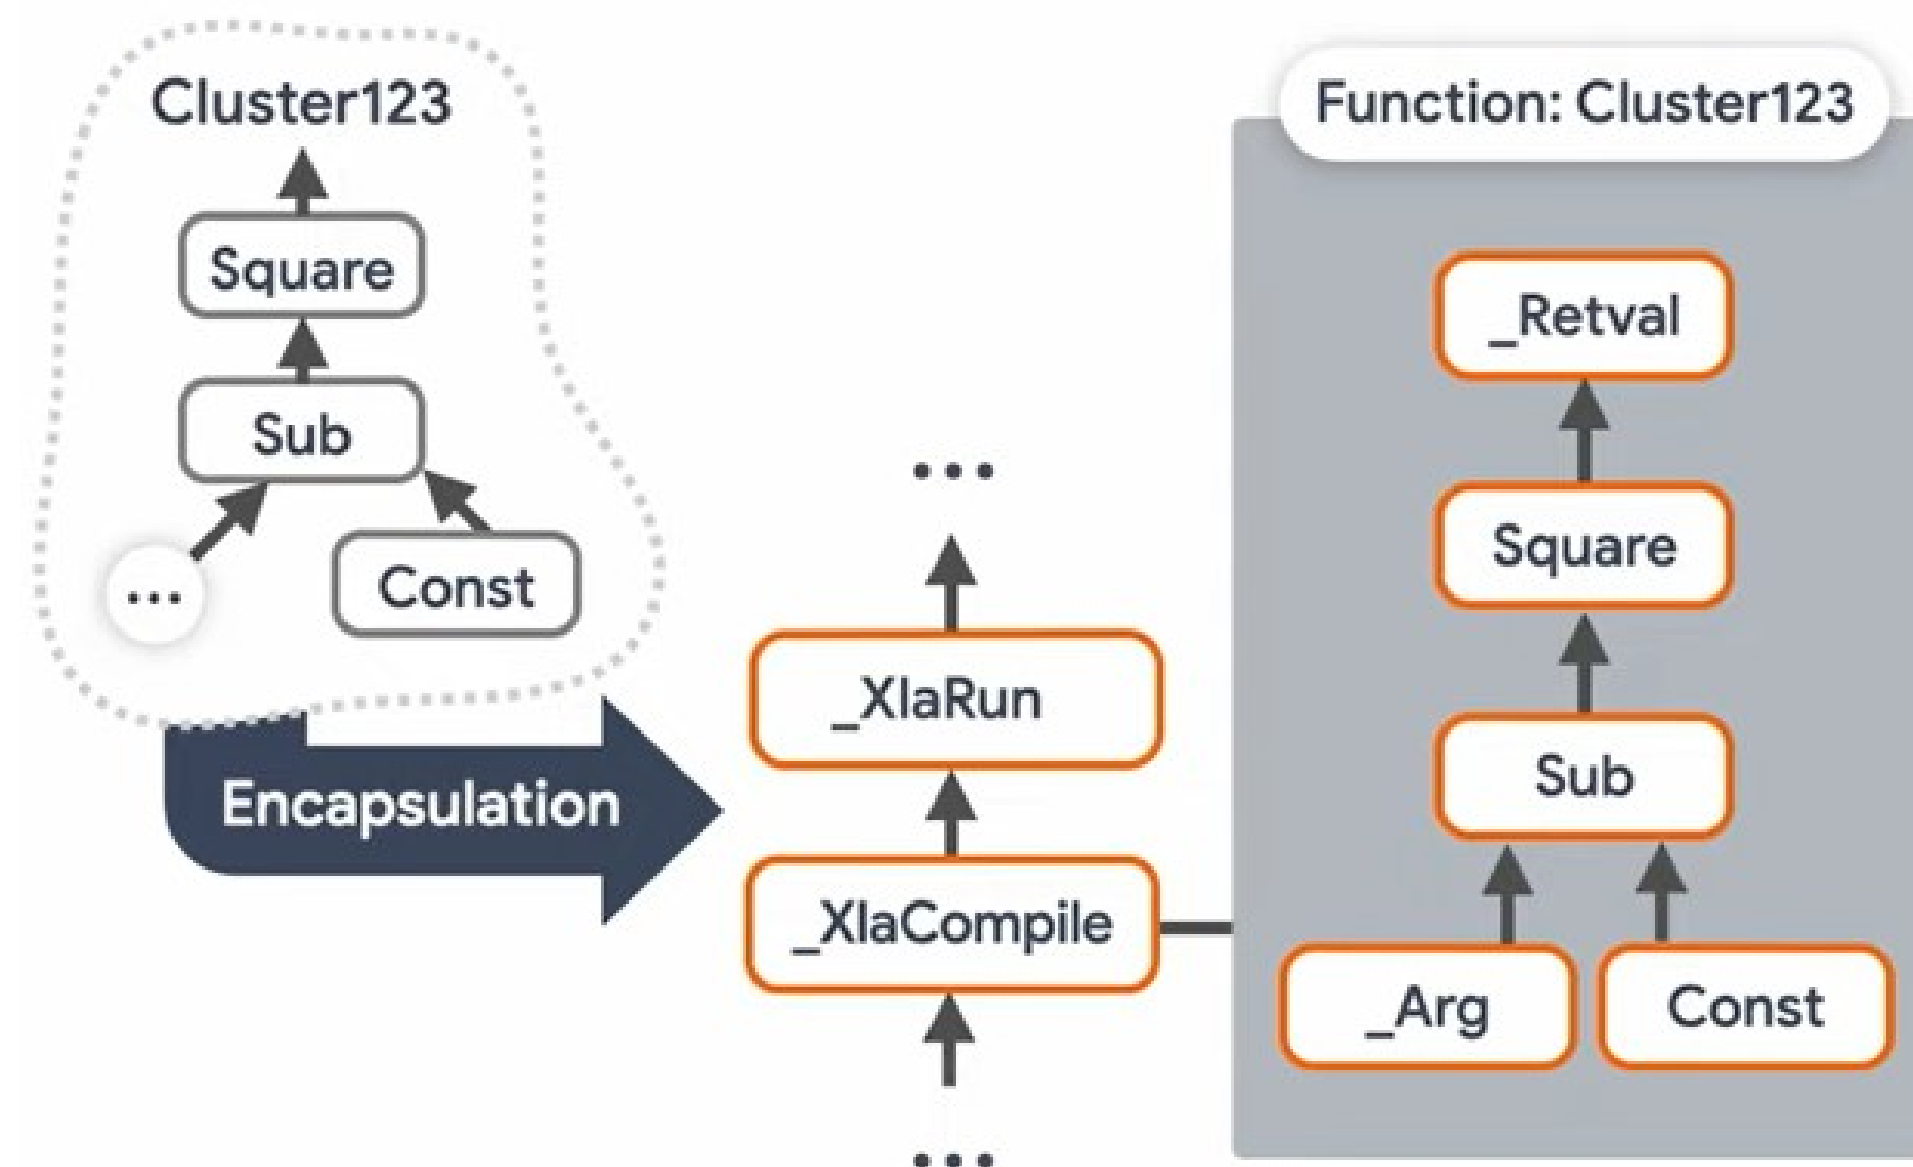 Cluster123
Square
Sub
...
Const
Encapsulation
...
_XlaRun
_XlaCompile
...
Function: Cluster123
_Retval
Square
Sub
_Arg
Const